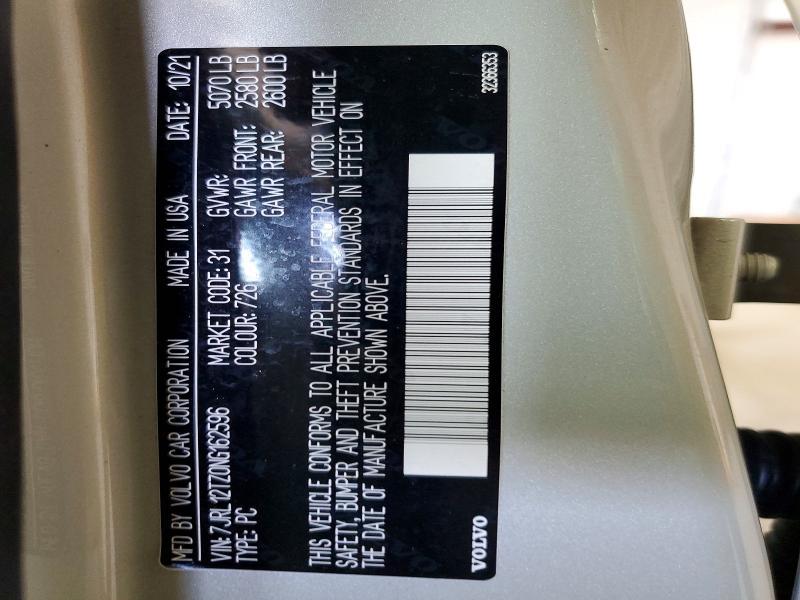 MFD BY VOLVO CAR CORPORATION MADE IN USA DATE: 10/21
VIN: 7JRL12TZ0NG162596 MARKET CODE: 31 GVWR: 5070 LB
TYPE: PC COLOUR: 726 GAWR FRONT: 2580 LB
GAWR REAR: 2600 LB
THIS VEHICLE CONFORMS TO ALL APPLICABLE FEDERAL MOTOR VEHICLE
SAFETY, BUMPER AND THEFT PREVENTION STANDARDS IN EFFECT ON
THE DATE OF MANUFACTURE SHOWN ABOVE.
VOLVO 32366353